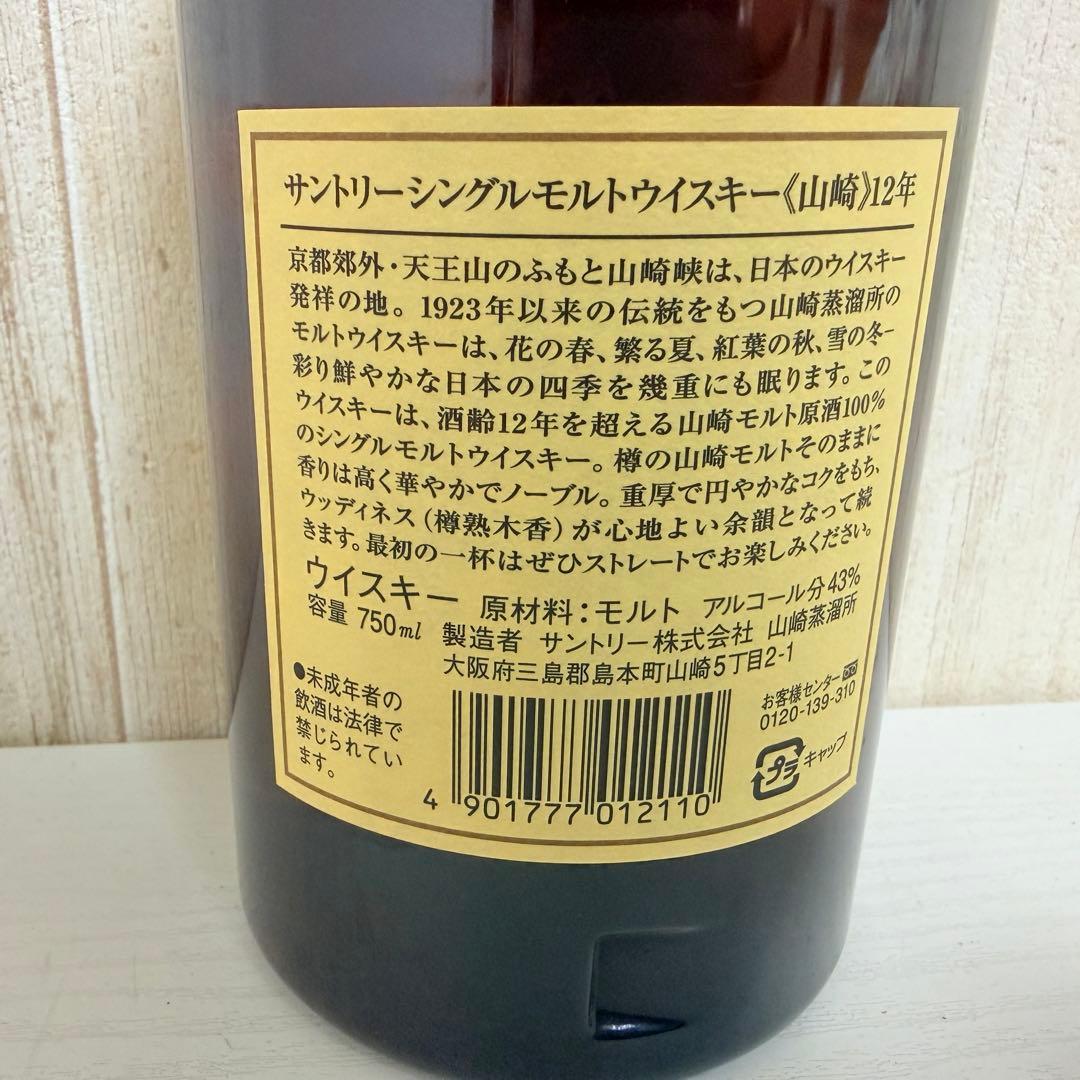 サントリーシングルモルトウイスキー《山崎》12年
京都郊外・天王山のふもと山崎峡は、日本のウイスキー
発祥の地。1923年以来の伝統をもつ山崎蒸溜所の
モルトウイスキーは、花の春、繁る夏、紅葉の秋、雪の冬−
彩り鮮やかな日本の四季を幾重にも眠ります。この
ウイスキーは、酒齢12年を超える山崎モルト原酒100%
のシングルモルトウイスキー。樽の山崎モルトそのままに
香りは高く華やかでノーブル。重厚で円やかなコクをもち、
ウッディネス(樽熟木香)が心地よい余韻となって続
きます。最初の一杯はぜひストレートでお楽しみください。
ウイスキー 原材料:モルト アルコール分43%
容量 750ml 製造者 サントリー株式会社 山崎蒸溜所
大阪府三島郡島本町山崎5丁目2-1
●未成年者の
飲酒は法律で
禁じられてい
ます。
お客様センター
0120-139-310
プラ キャップ
4 901777 012110